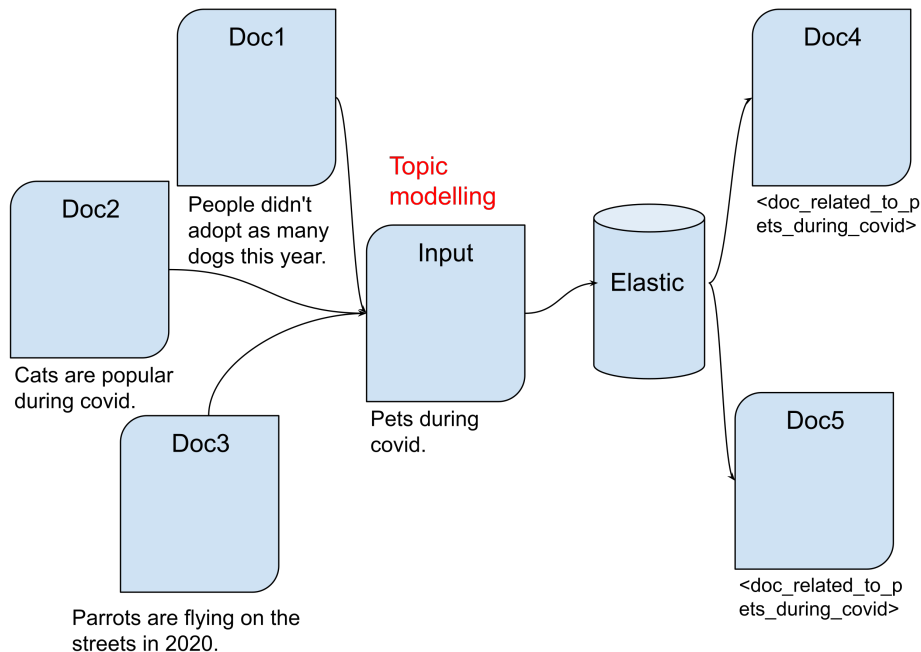 Doc1
People didn't
adopt as many
dogs this year.
Doc2
Cats are popular
during covid.
Doc3
Parrots are flying on the
streets in 2020.
Topic
modelling
Input
Pets during
covid.
Elastic
Doc4
<doc_related_to_p
ets_during_covid>
Doc5
<doc_related_to_p
ets_during_covid>